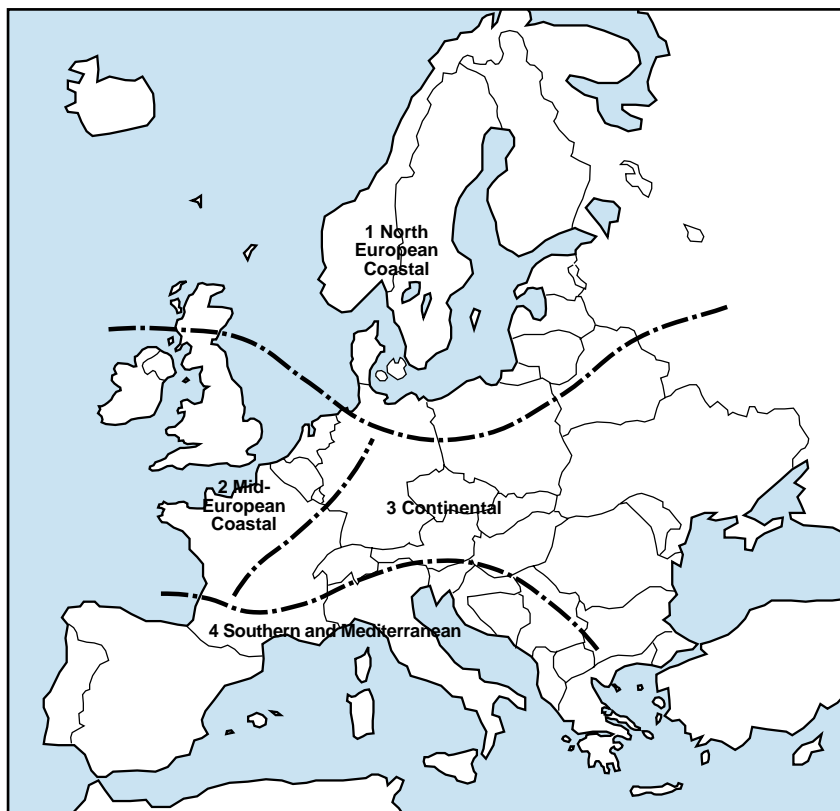 1 North
European
Coastal
2 Mid-
European
Coastal
3 Continental
4 Southern and Mediterranean